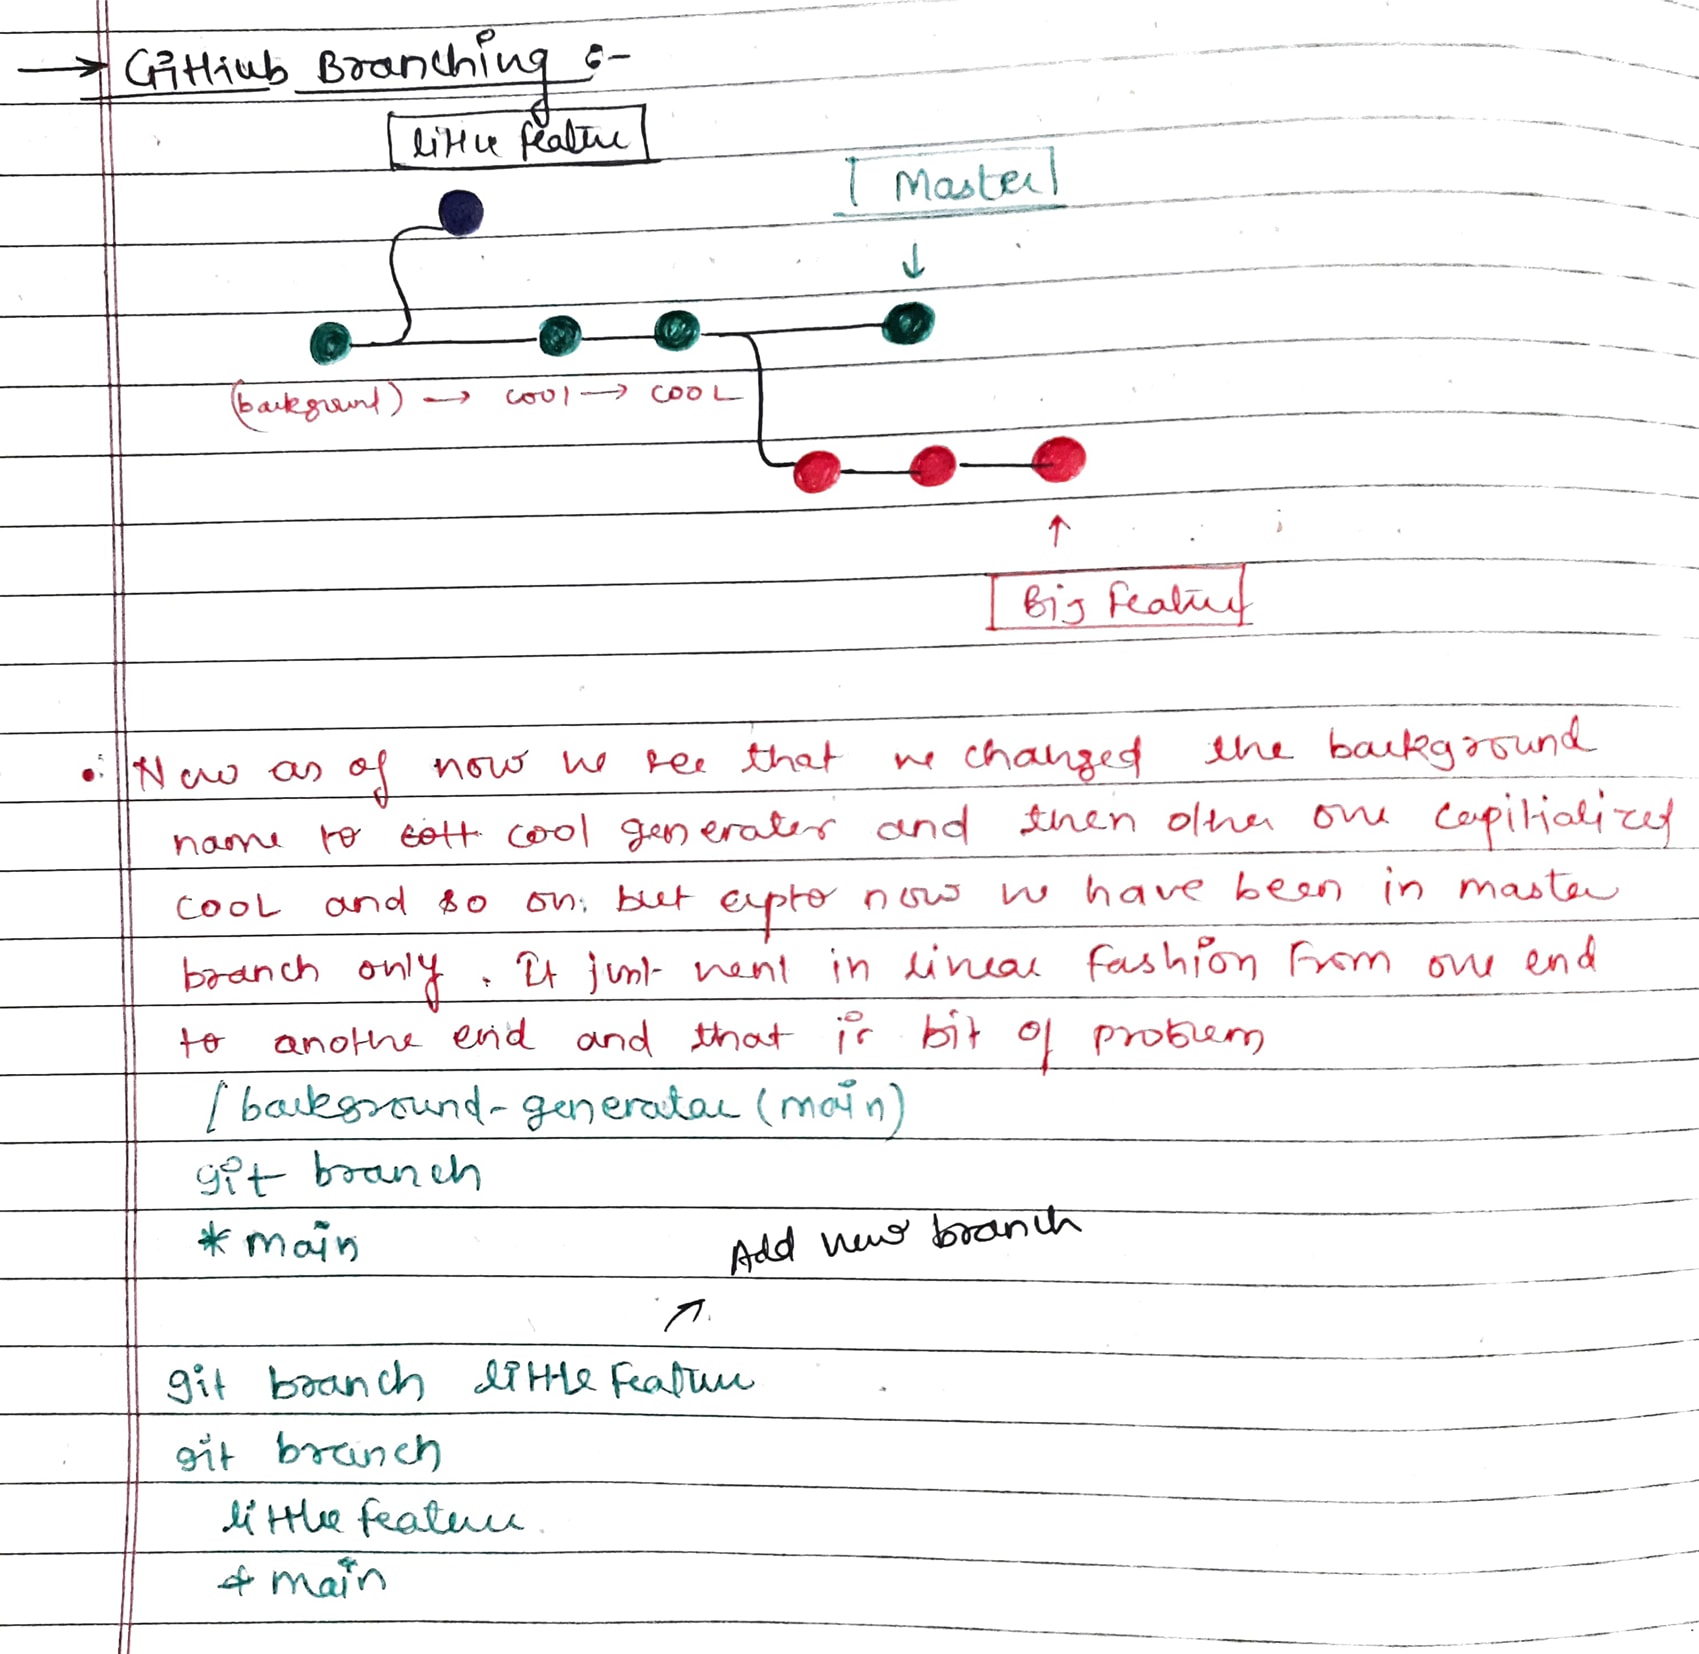 → GitHub Branching :-
little feature
Master
↓
(background) → cool → COOL
↑
Big Feature
• Now as of now we see that we changed the background
name to cott cool generater and then other one capitialized
COOL and so on. but upto now we have been in master
branch only. It just went in linear fashion From one end
to anothe end and that is bit of problem
/background-generator (main)
git branch
* main
Add new branch
↗
git branch little Feature
git branch
little feature
* main